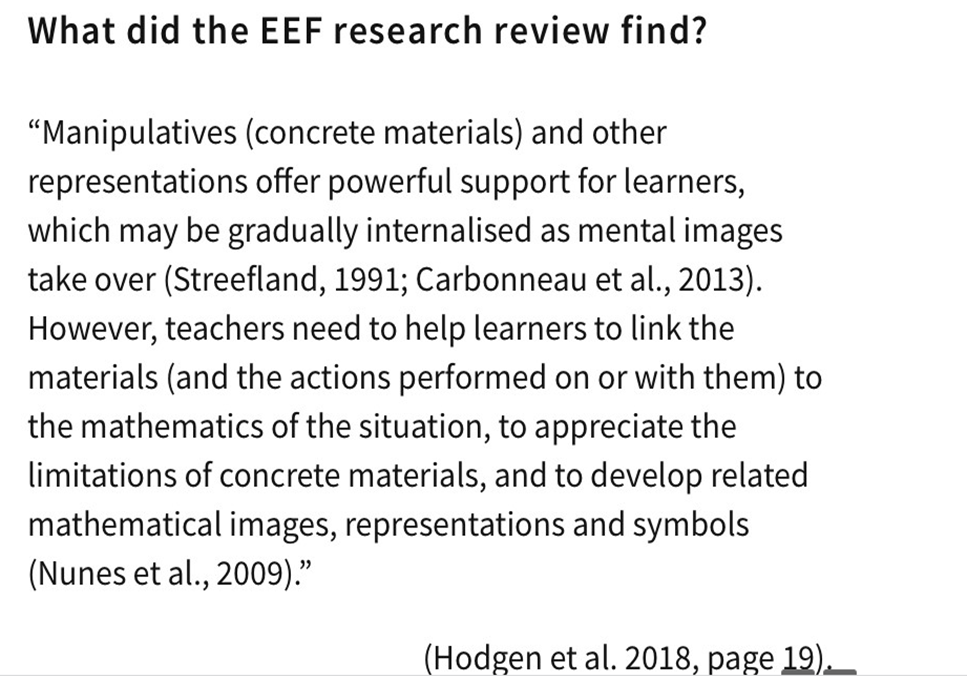 What did the EEF research review find?
“Manipulatives (concrete materials) and other
representations offer powerful support for learners,
which may be gradually internalised as mental images
take over (Streefland, 1991; Carbonneau et al., 2013).
However, teachers need to help learners to link the
materials (and the actions performed on or with them) to
the mathematics of the situation, to appreciate the
limitations of concrete materials, and to develop related
mathematical images, representations and symbols
(Nunes et al., 2009).”
(Hodgen et al. 2018, page 19).